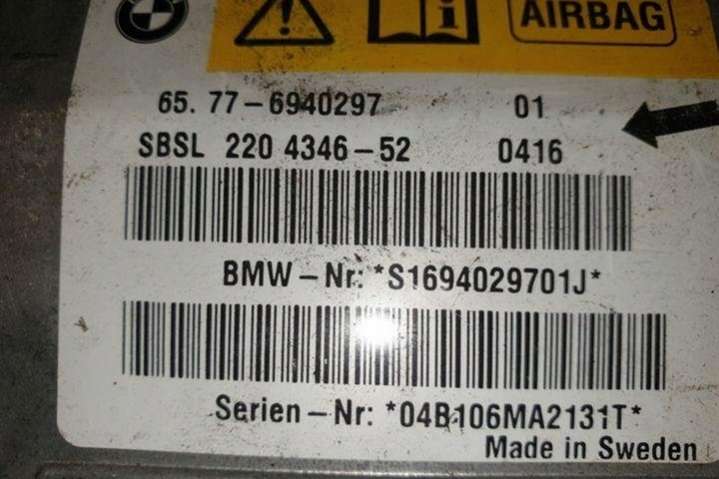 AIRBAG
65. 77-6940297 01
SBSL 220 4346-52 0416
BMW-Nr: *S1694029701J*
Serien-Nr: *04B106MA2131T*
Made in Sweden